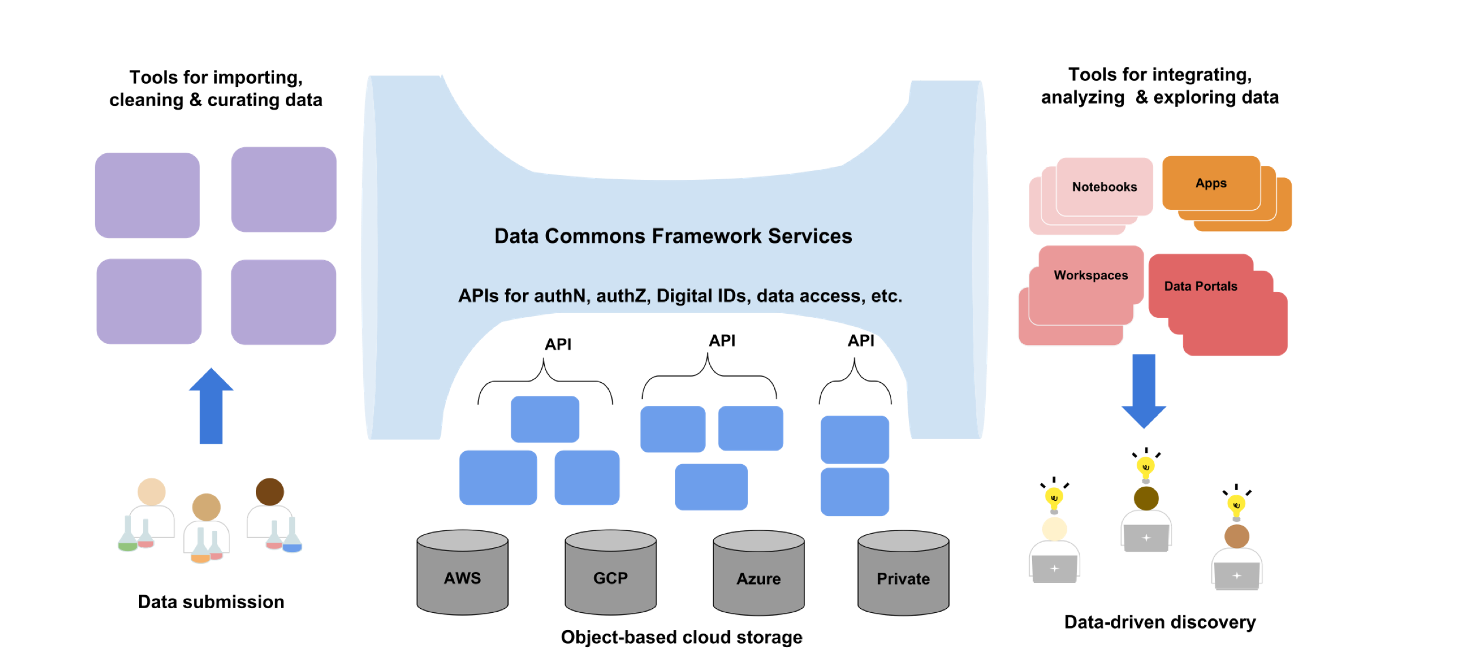 Tools for importing,
cleaning & curating data
Tools for integrating,
analyzing & exploring data
Notebooks
Apps
Workspaces
Data Portals
Data Commons Framework Services
APIs for authN, authZ, Digital IDs, data access, etc.
API
API
API
AWS
GCP
Azure
Private
Data submission
Object-based cloud storage
Data-driven discovery